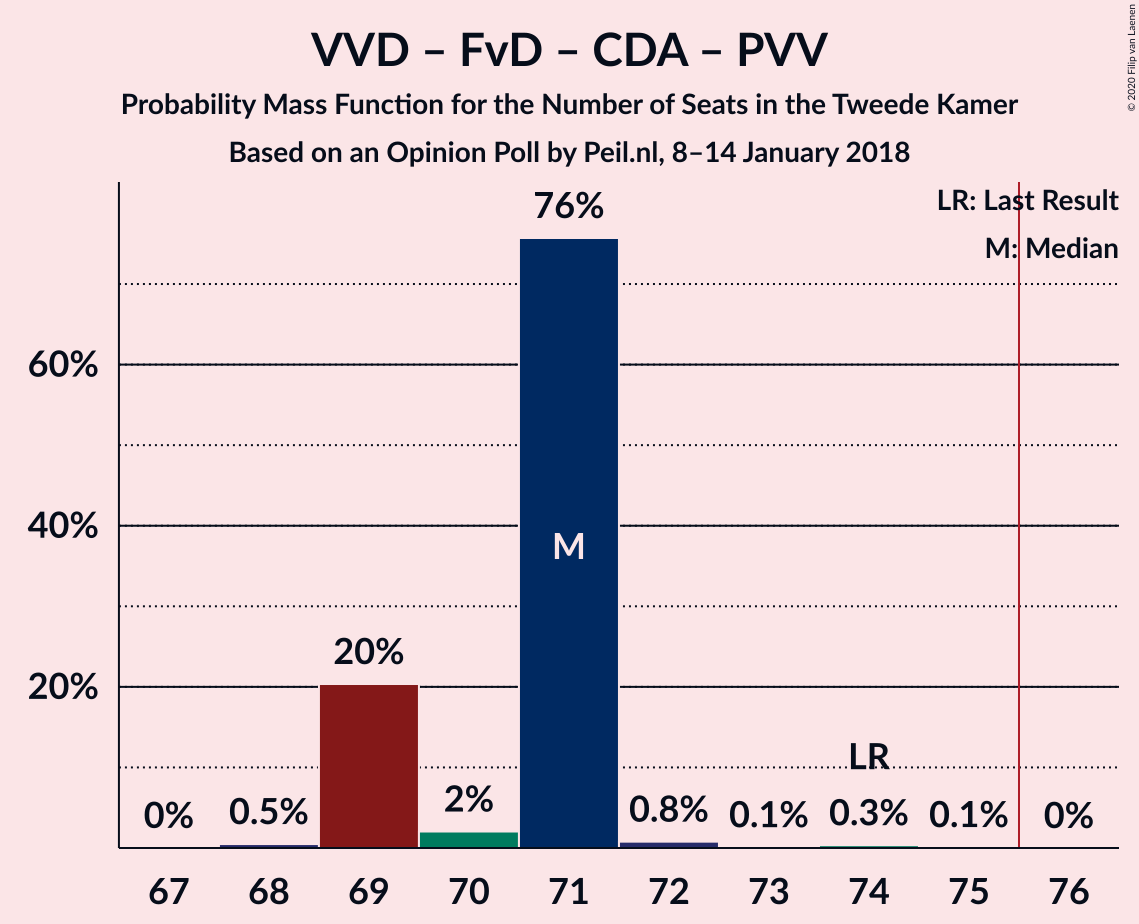 VVD – FvD – CDA – PVV
Probability Mass Function for the Number of Seats in the Tweede Kamer
Based on an Opinion Poll by Peil.nl, 8–14 January 2018
© 2020 Filip van Laenen
LR: Last Result
M: Median
76%
60%
40%
M
20%
20%
LR
0%
0.5%
2%
0.8%
0.1%
0.3%
0.1%
0%
67 68 69 70 71 72 73 74 75 76